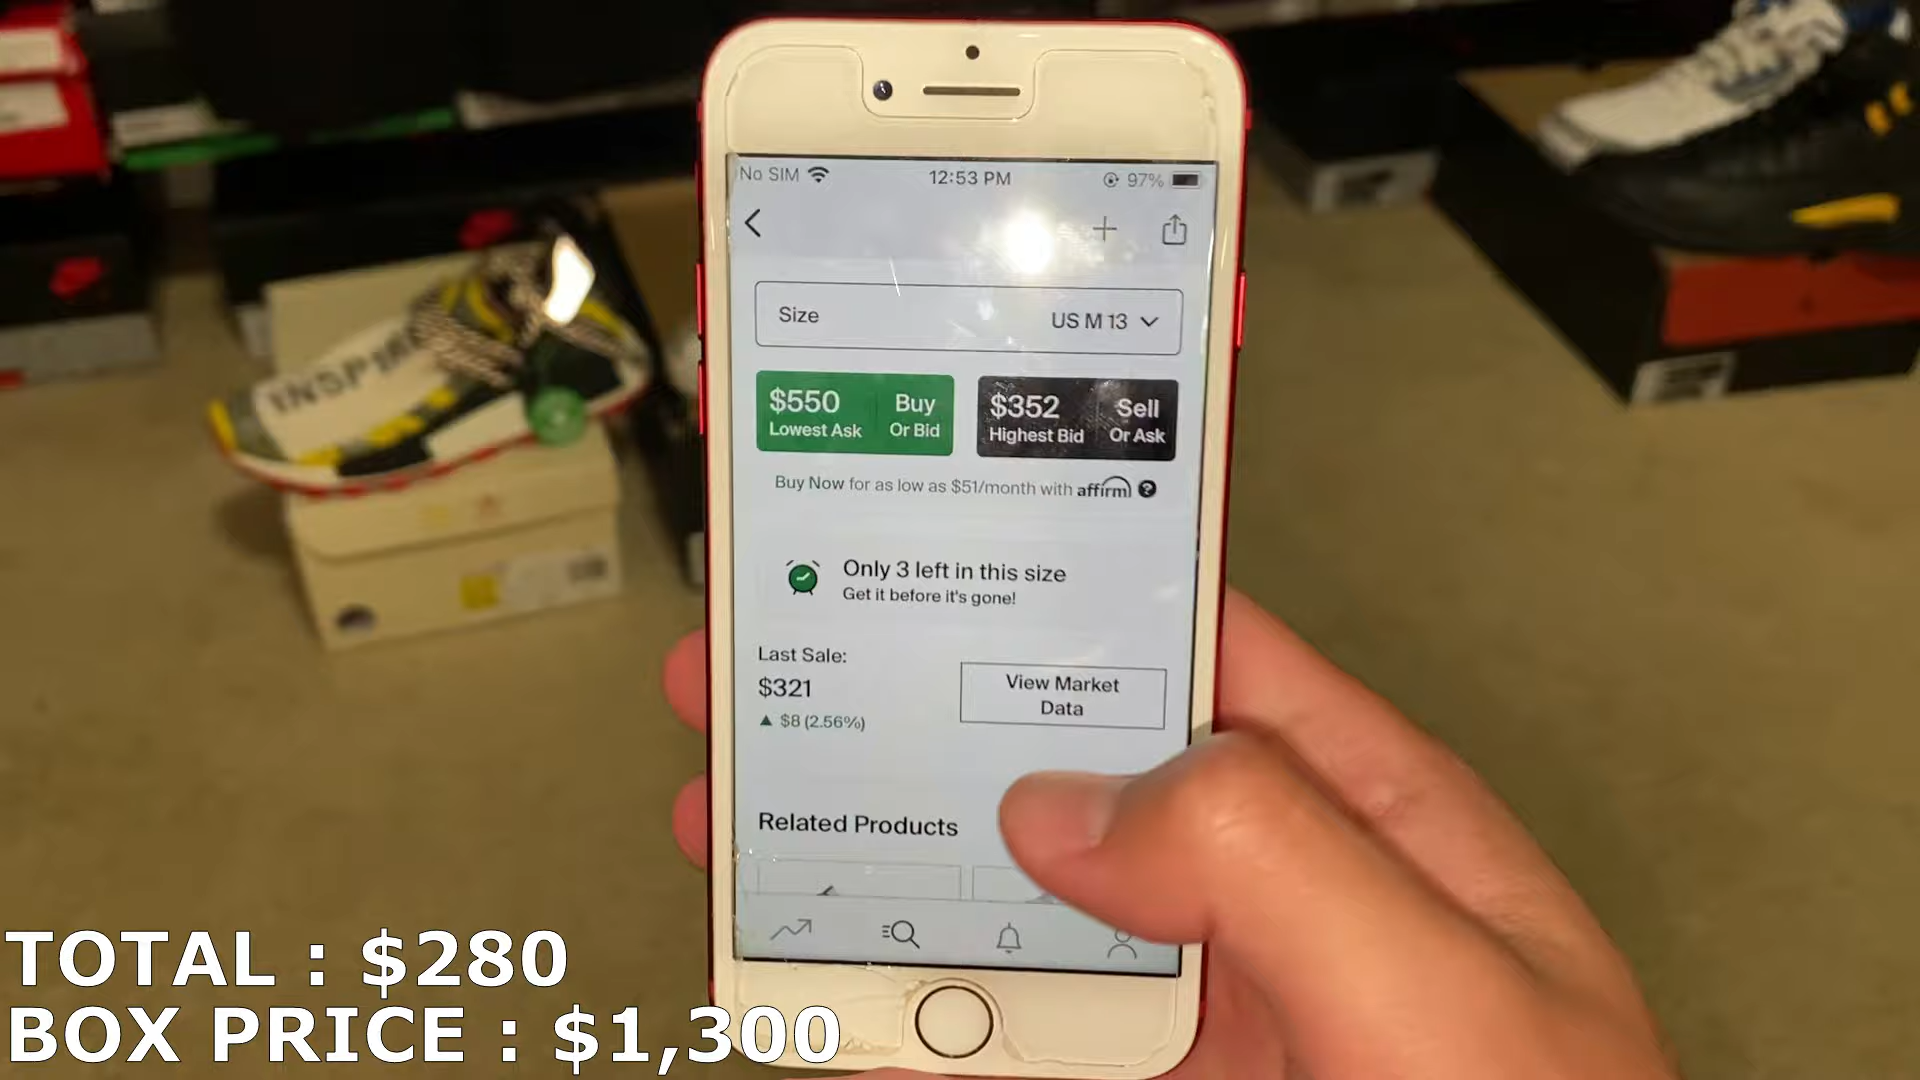 No SIM 12:53 PM 97%
Size US M 13
$550 Buy $352 Sell
Lowest Ask Or Bid Highest Bid Or Ask
Buy Now for as low as $51/month with affirm ?
Only 3 left in this size
Get it before it's gone!
Last Sale:
$321
$8 (2.56%)
View Market
Data
Related Products
INSPIRE
TOTAL : $280
BOX PRICE : $1,300